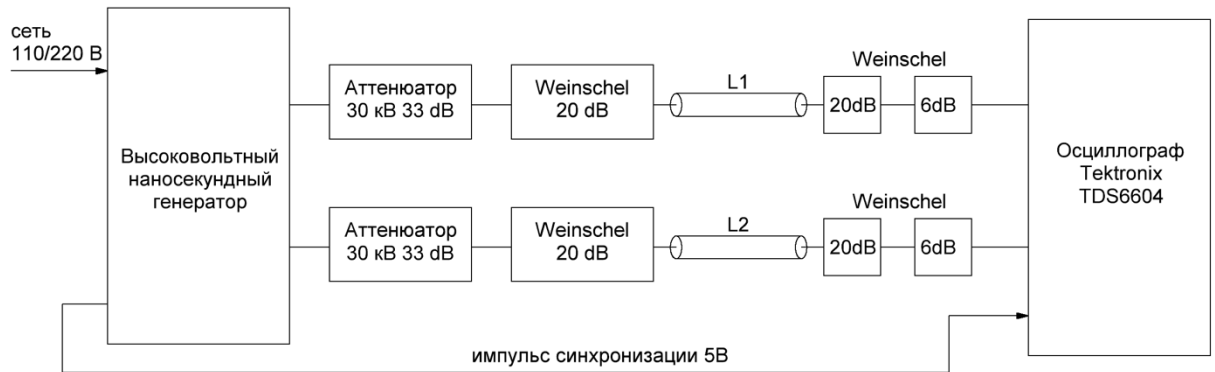 сеть
110/220 В
Высоковольтный
наносекундный
генератор
Аттенюатор
30 кВ 33 dB
Weinschel
20 dB
L1
Weinschel
20dB
6dB
Аттенюатор
30 кВ 33 dB
Weinschel
20 dB
L2
Weinschel
20dB
6dB
Осциллограф
Tektronix
TDS6604
импульс синхронизации 5В